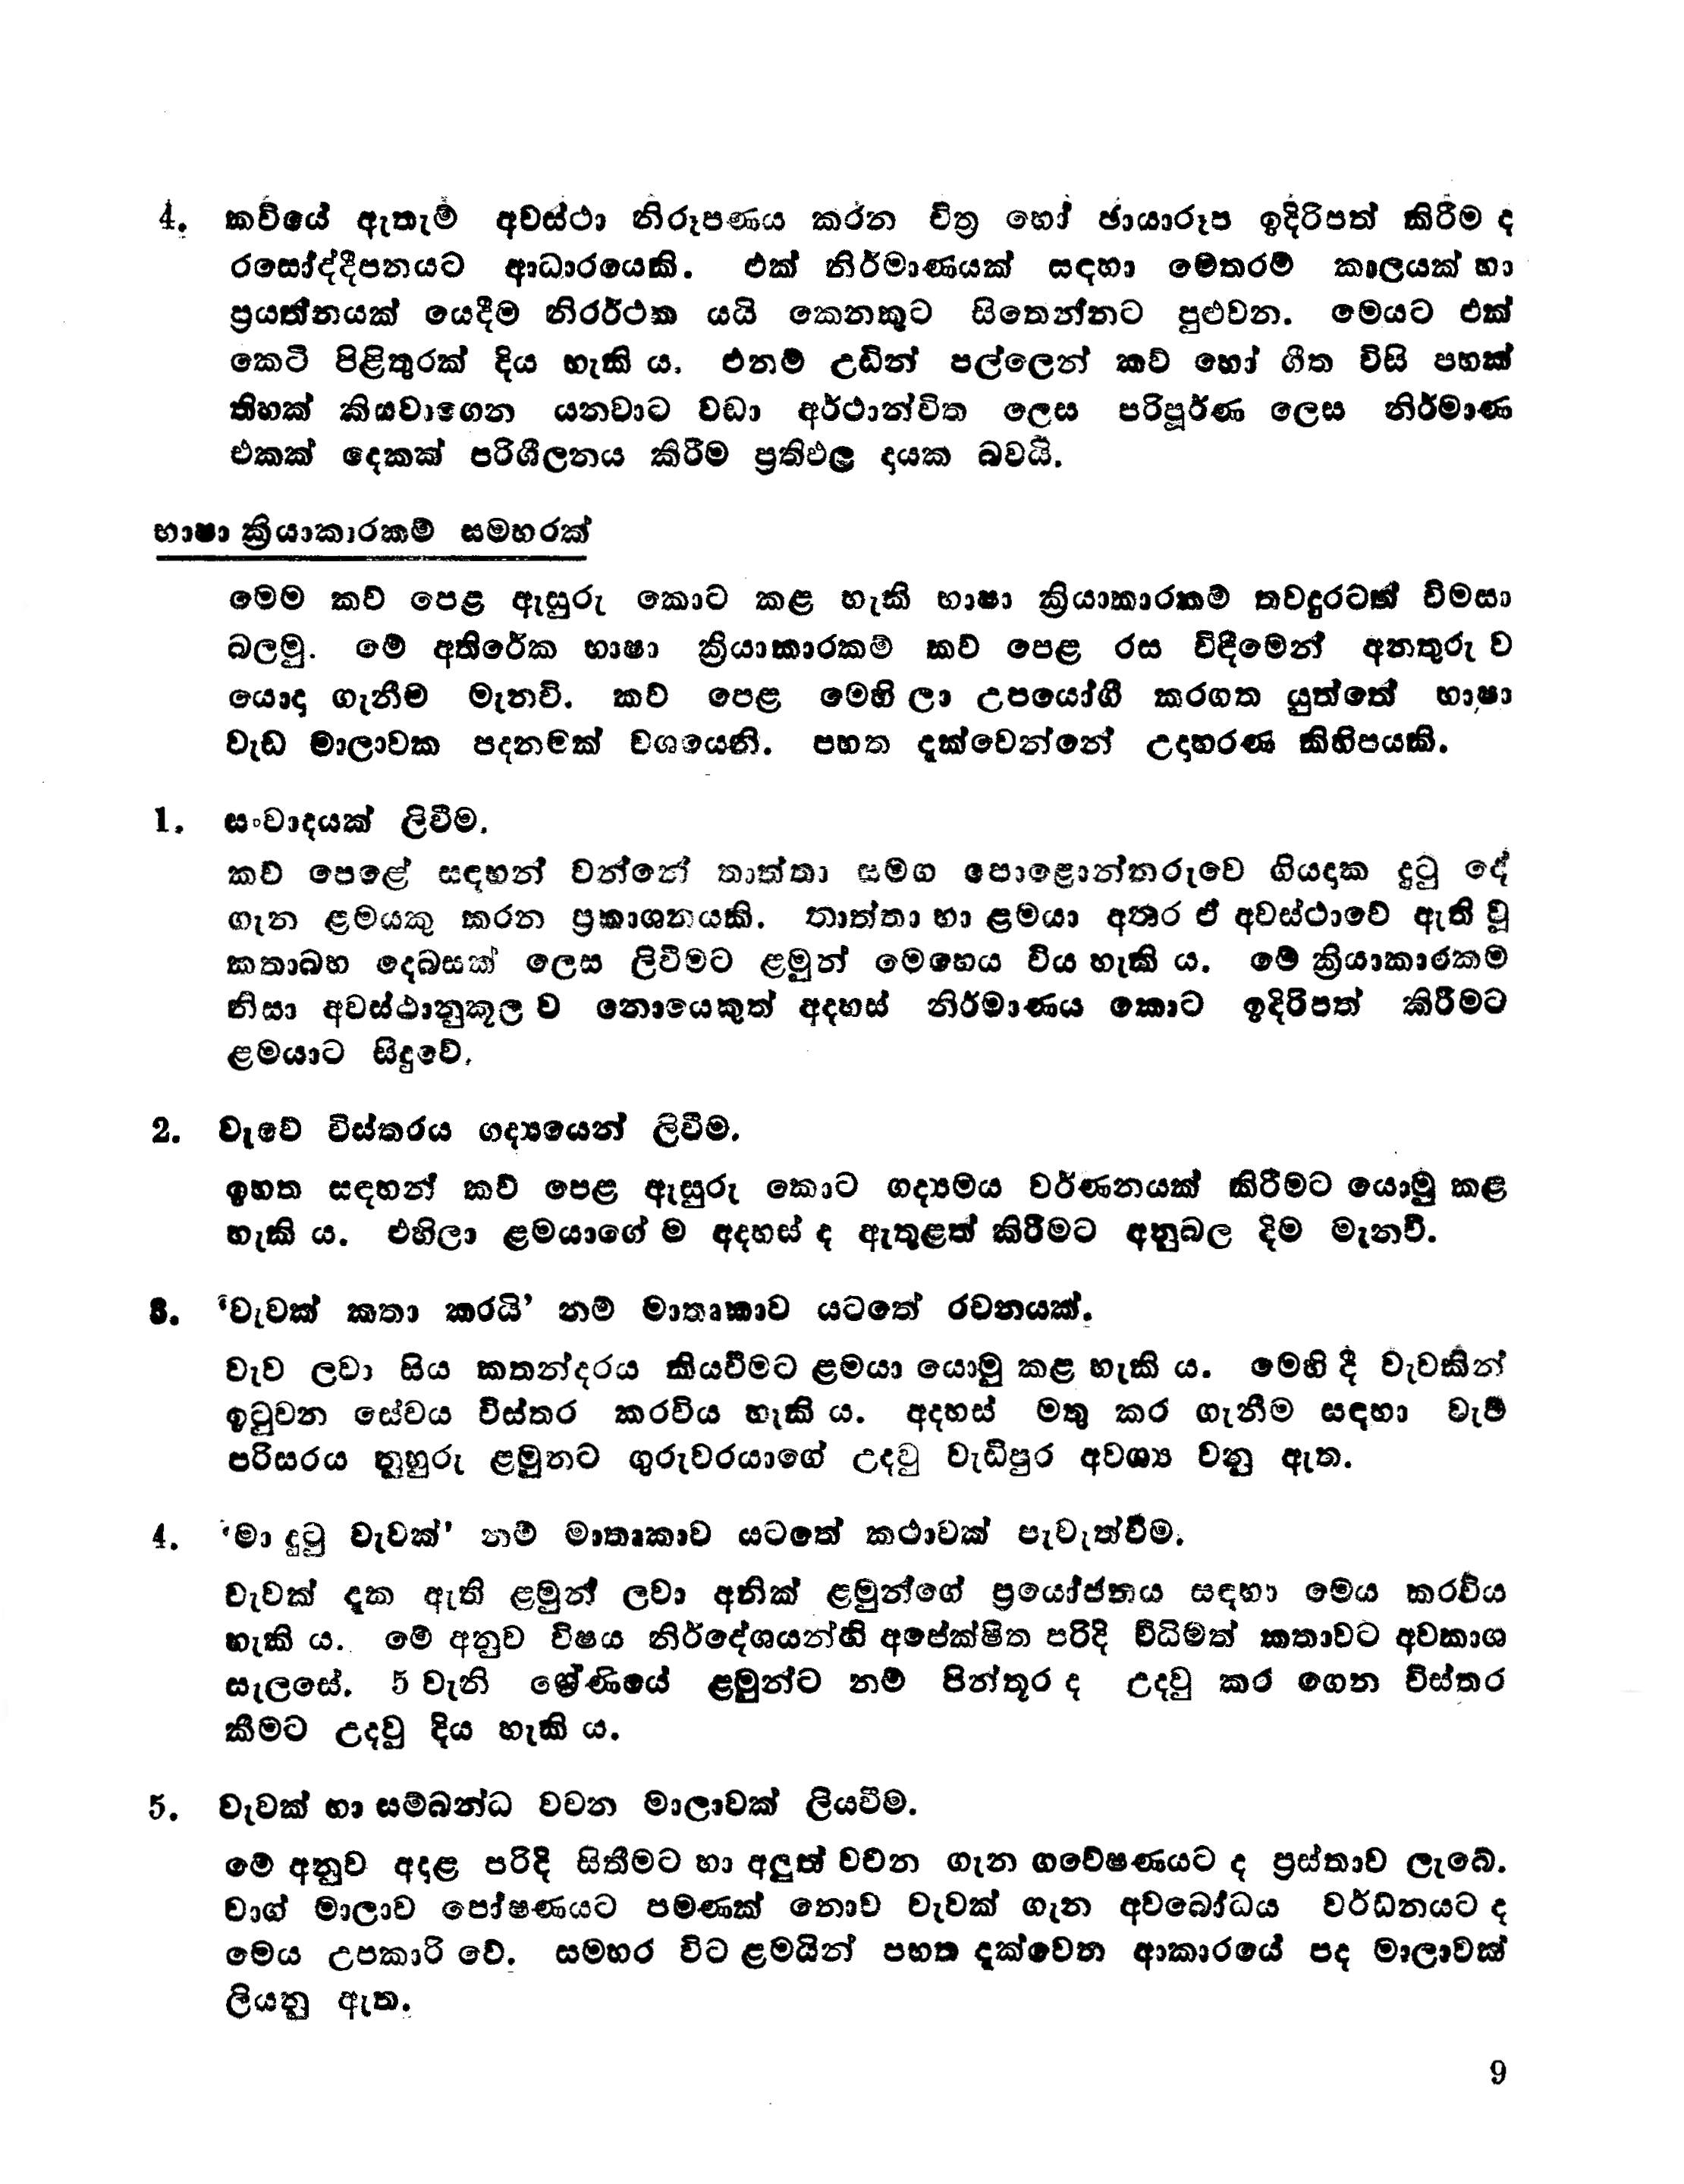 4. කවියේ ඇතැම් අවස්ථා නිරූපණය කරන චිත්‍ර හෝ ඡායාරූප ඉදිරිපත් කිරීම ද
රසෝද්දීපනයට ආධාරයෙකි. එක් නිර්මාණයක් සඳහා මෙතරම් කාලයක් හා
ප්‍රයත්නයක් යෙදීම නිරර්ථක යයි කෙනකුට සිතෙන්නට පුළුවන. මෙයට එක්
කෙටි පිළිතුරක් දිය හැකි ය. එනම් උඩින් පල්ලෙන් කවි හෝ ගීත විසි පහක්
තිහක් කියවාගෙන යනවාට වඩා අර්ථාන්විත ලෙස පරිපූර්ණ ලෙස නිර්මාණ
එකක් දෙකක් පරිශීලනය කිරීම ප්‍රතිඵල දායක බවයි.
භාෂා ක්‍රියාකාරකම් සමහරක්
මෙම කවි පෙළ ඇසුරු කොට කළ හැකි භාෂා ක්‍රියාකාරකම් තවදුරටත් විමසා
බලමු. මේ අතිරේක භාෂා ක්‍රියාකාරකම් කවි පෙළ රස විඳීමෙන් අනතුරු ව
යොදා ගැනීම මැනවි. කවි පෙළ මෙහි ලා උපයෝගී කරගත යුත්තේ භාෂා
වැඩ මාලාවක පදනමක් වශයෙනි. පහත දැක්වෙන්නේ උදාහරණ කිහිපයකි.
1. සංවාදයක් ලිවීම.
කවි පෙළේ සඳහන් වන්නේ තාත්තා සමග පොළොන්නරුවෙ ගියදාක දුටු දේ
ගැන ළමයකු කරන ප්‍රකාශනයකි. තාත්තා හා ළමයා අතර ඒ අවස්ථාවේ ඇති වූ
කතාබහ දෙබසක් ලෙස ලිවීමට ළමුන් මෙහෙය විය හැකි ය. මේ ක්‍රියාකාරකම
නිසා අවස්ථානුකූල ව නොයෙකුත් අදහස් නිර්මාණය කොට ඉදිරිපත් කිරීමට
ළමයාට සිදුවේ.
2. වැවේ විස්තරය ගද්‍යයෙන් ලිවීම.
ඉහත සඳහන් කවි පෙළ ඇසුරු කොට ගද්‍යමය වර්ණනයක් කිරීමට යොමු කළ
හැකි ය. එහිලා ළමයාගේ ම අදහස් ද ඇතුළත් කිරීමට අනුබල දීම මැනවි.
3. ‘වැවක් කතා කරයි’ නම් මාතෘකාව යටතේ රචනයක්.
වැව ලවා සිය කතන්දරය කියවීමට ළමයා යොමු කළ හැකි ය. මෙහි දී වැවකින්
ඉටුවන සේවය විස්තර කරවිය හැකි ය. අදහස් මතු කර ගැනීම සඳහා වැව්
පරිසරය නුහුරු ළමුනට ගුරුවරයාගේ උදවු වැඩිපුර අවශ්‍ය වනු ඇත.
4. ‘මා දුටු වැවක්’ නම් මාතෘකාව යටතේ කථාවක් පැවැත්වීම.
වැවක් දැක ඇති ළමුන් ලවා අනික් ළමුන්ගේ ප්‍රයෝජනය සඳහා මෙය කරවිය
හැකි ය. මේ අනුව විෂය නිර්දේශයන්හි අපේක්ෂිත පරිදි විධිමත් කතාවට අවකාශ
සැලසේ. 5 වැනි ශ්‍රේණියේ ළමුන්ට නම් පින්තූර ද උදවු කර ගෙන විස්තර
කීමට උදවු දිය හැකි ය.
5. වැවක් හා සම්බන්ධ වචන මාලාවක් ලියවීම.
මේ අනුව අදාළ පරිදි සිතීමට හා අලුත් වචන ගැන ගවේෂණයට ද ප්‍රස්තාව ලැබේ.
වාග් මාලාව පෝෂණයට පමණක් නොව වැවක් ගැන අවබෝධය වර්ධනයට ද
මෙය උපකාරි වේ. සමහර විට ළමයින් පහත දැක්වෙන ආකාරයේ පද මාලාවක්
ලියනු ඇත.
9